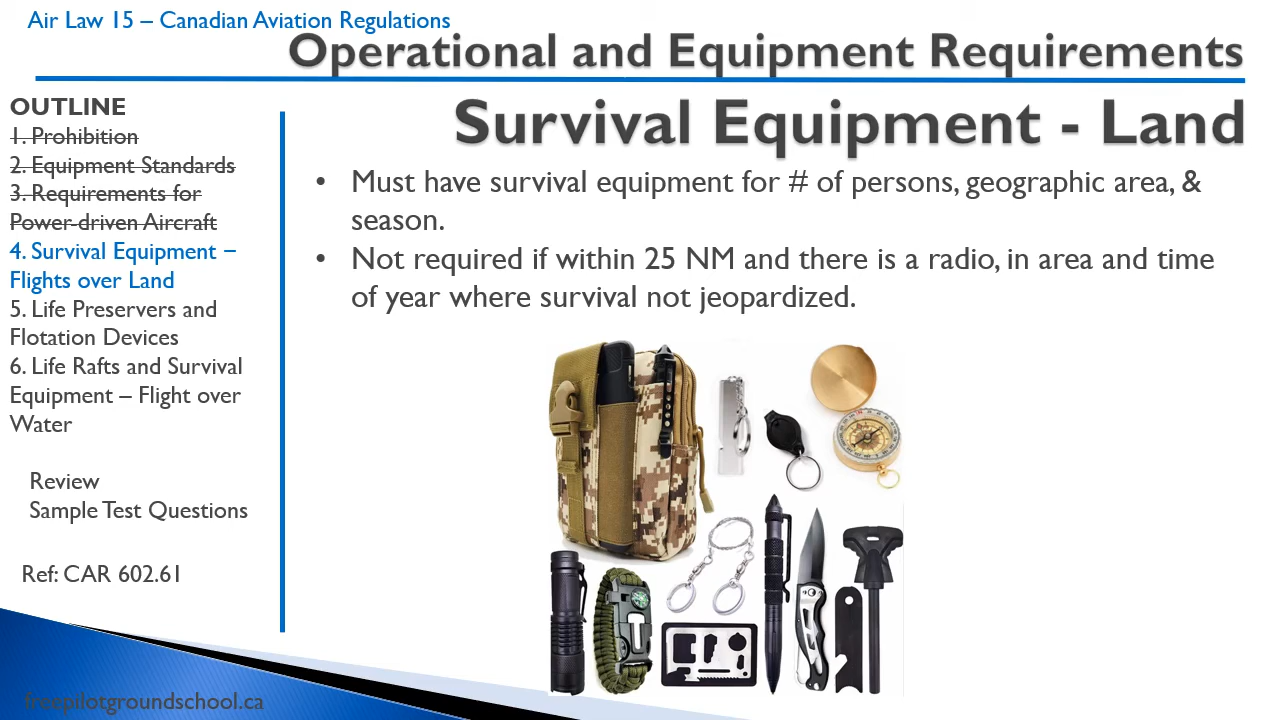 Air Law 15 – Canadian Aviation Regulations
Operational and Equipment Requirements
OUTLINE
1. Prohibition
2. Equipment Standards
3. Requirements for
Power-driven Aircraft
4. Survival Equipment –
Flights over Land
5. Life Preservers and
Flotation Devices
6. Life Rafts and Survival
Equipment – Flight over
Water
Review
Sample Test Questions
Ref: CAR 602.61
freepilotgroundschool.ca
Survival Equipment - Land
• Must have survival equipment for # of persons, geographic area, &
season.
• Not required if within 25 NM and there is a radio, in area and time
of year where survival not jeopardized.